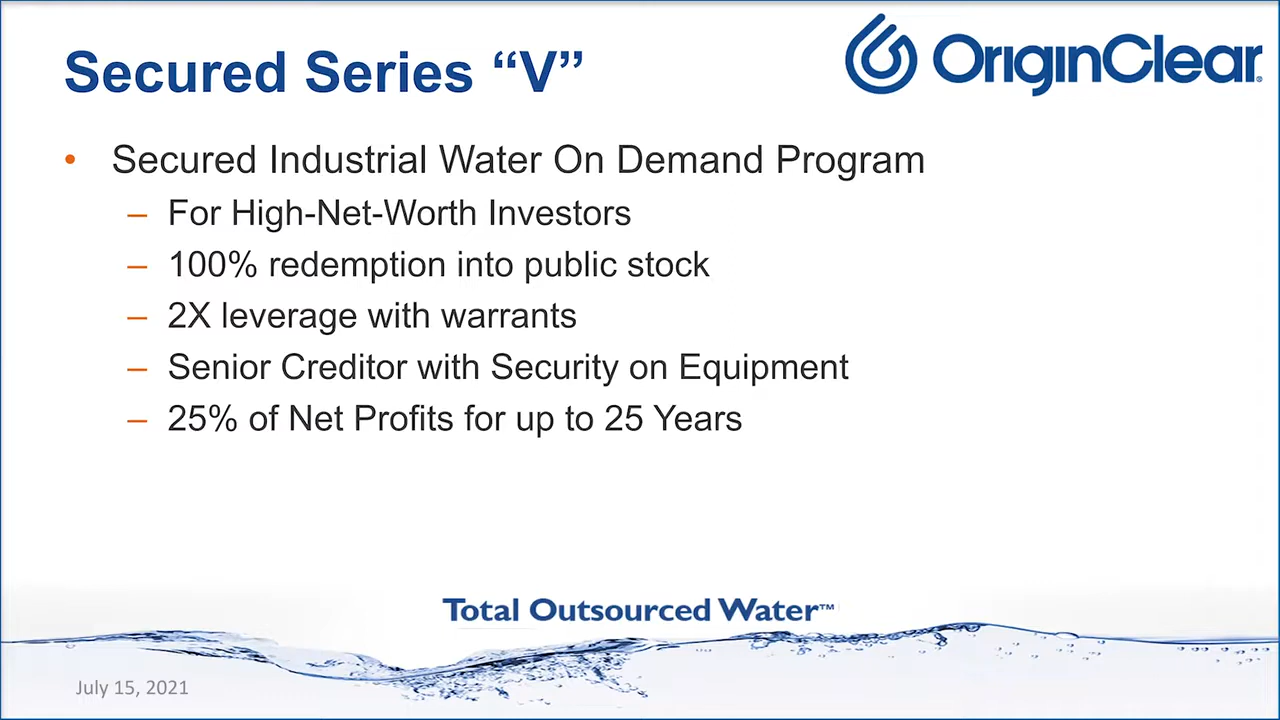 Secured Series “V”
OriginClear®
• Secured Industrial Water On Demand Program
– For High-Net-Worth Investors
– 100% redemption into public stock
– 2X leverage with warrants
– Senior Creditor with Security on Equipment
– 25% of Net Profits for up to 25 Years
Total Outsourced Water™
July 15, 2021